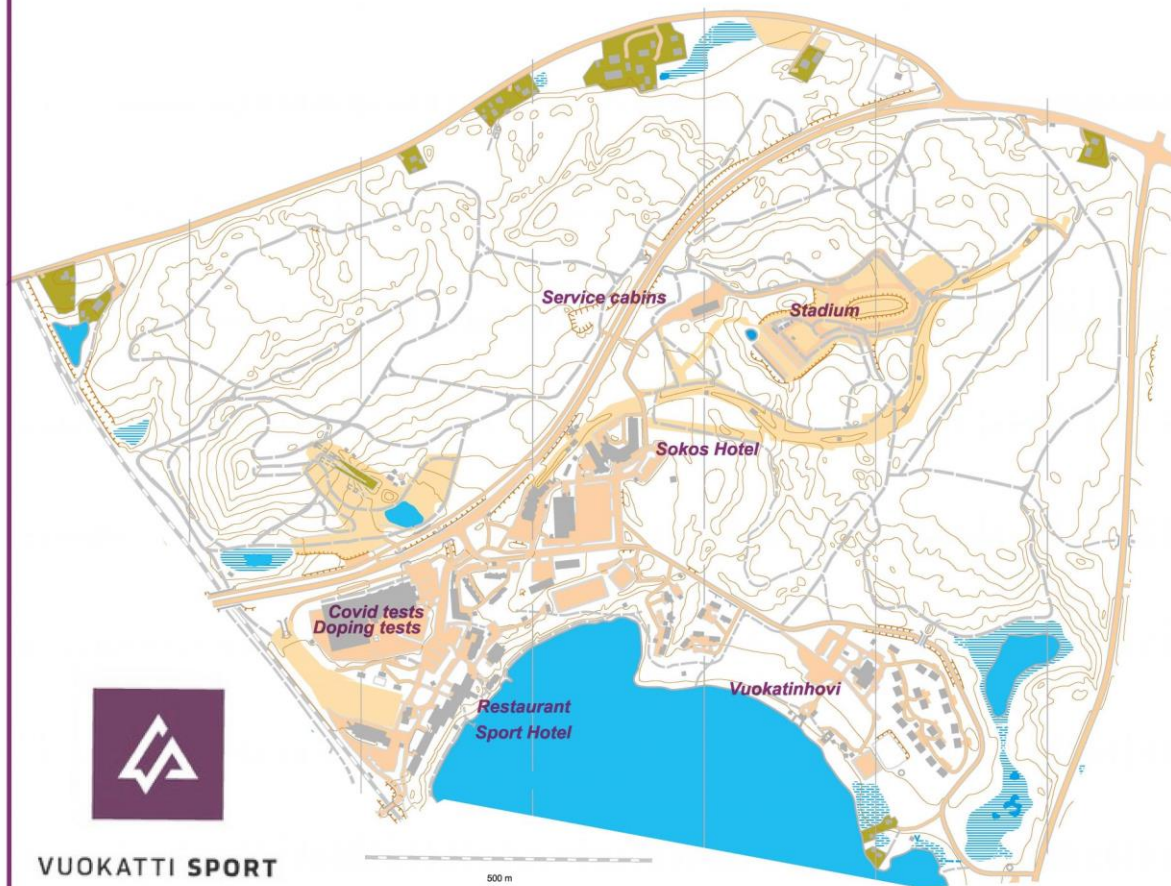 Service cabins
Stadium
Sokos Hotel
Covid tests
Doping tests
Vuokatinhovi
Restaurant
Sport Hotel
VUOKATTI SPORT
500 m